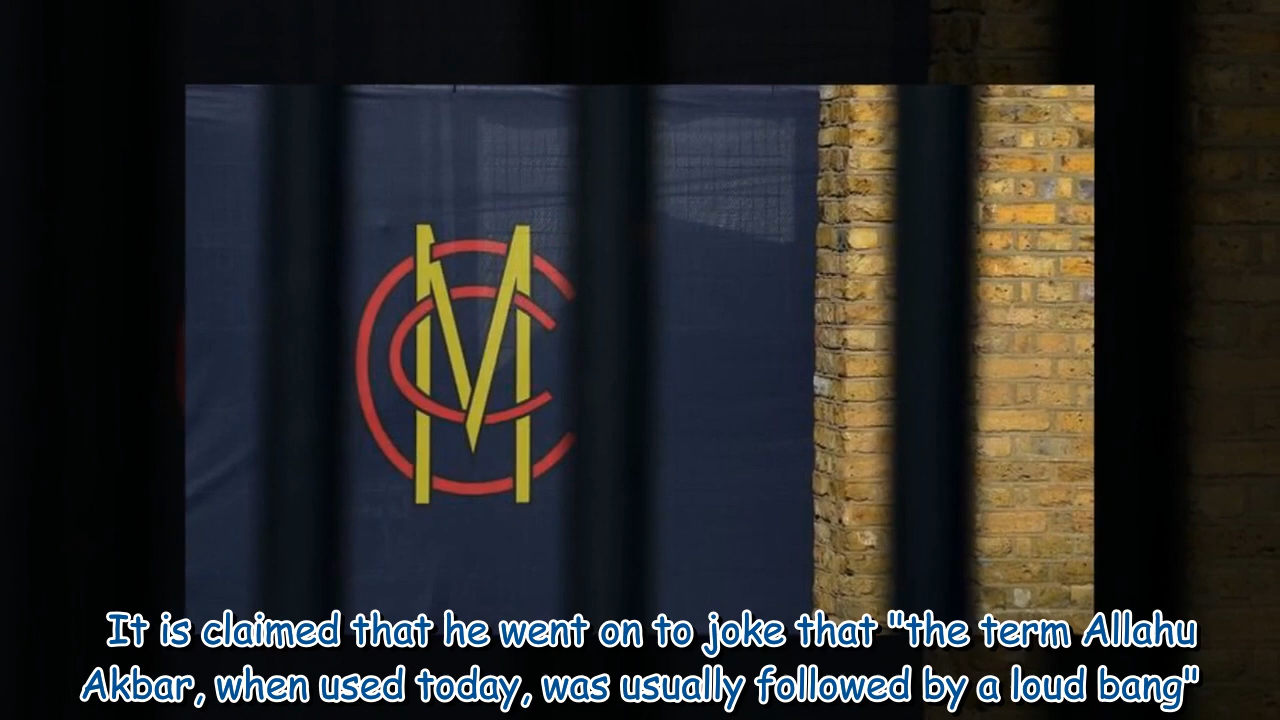 MCC
It is claimed that he went on to joke that "the term Allahu
Akbar, when used today, was usually followed by a loud bang"